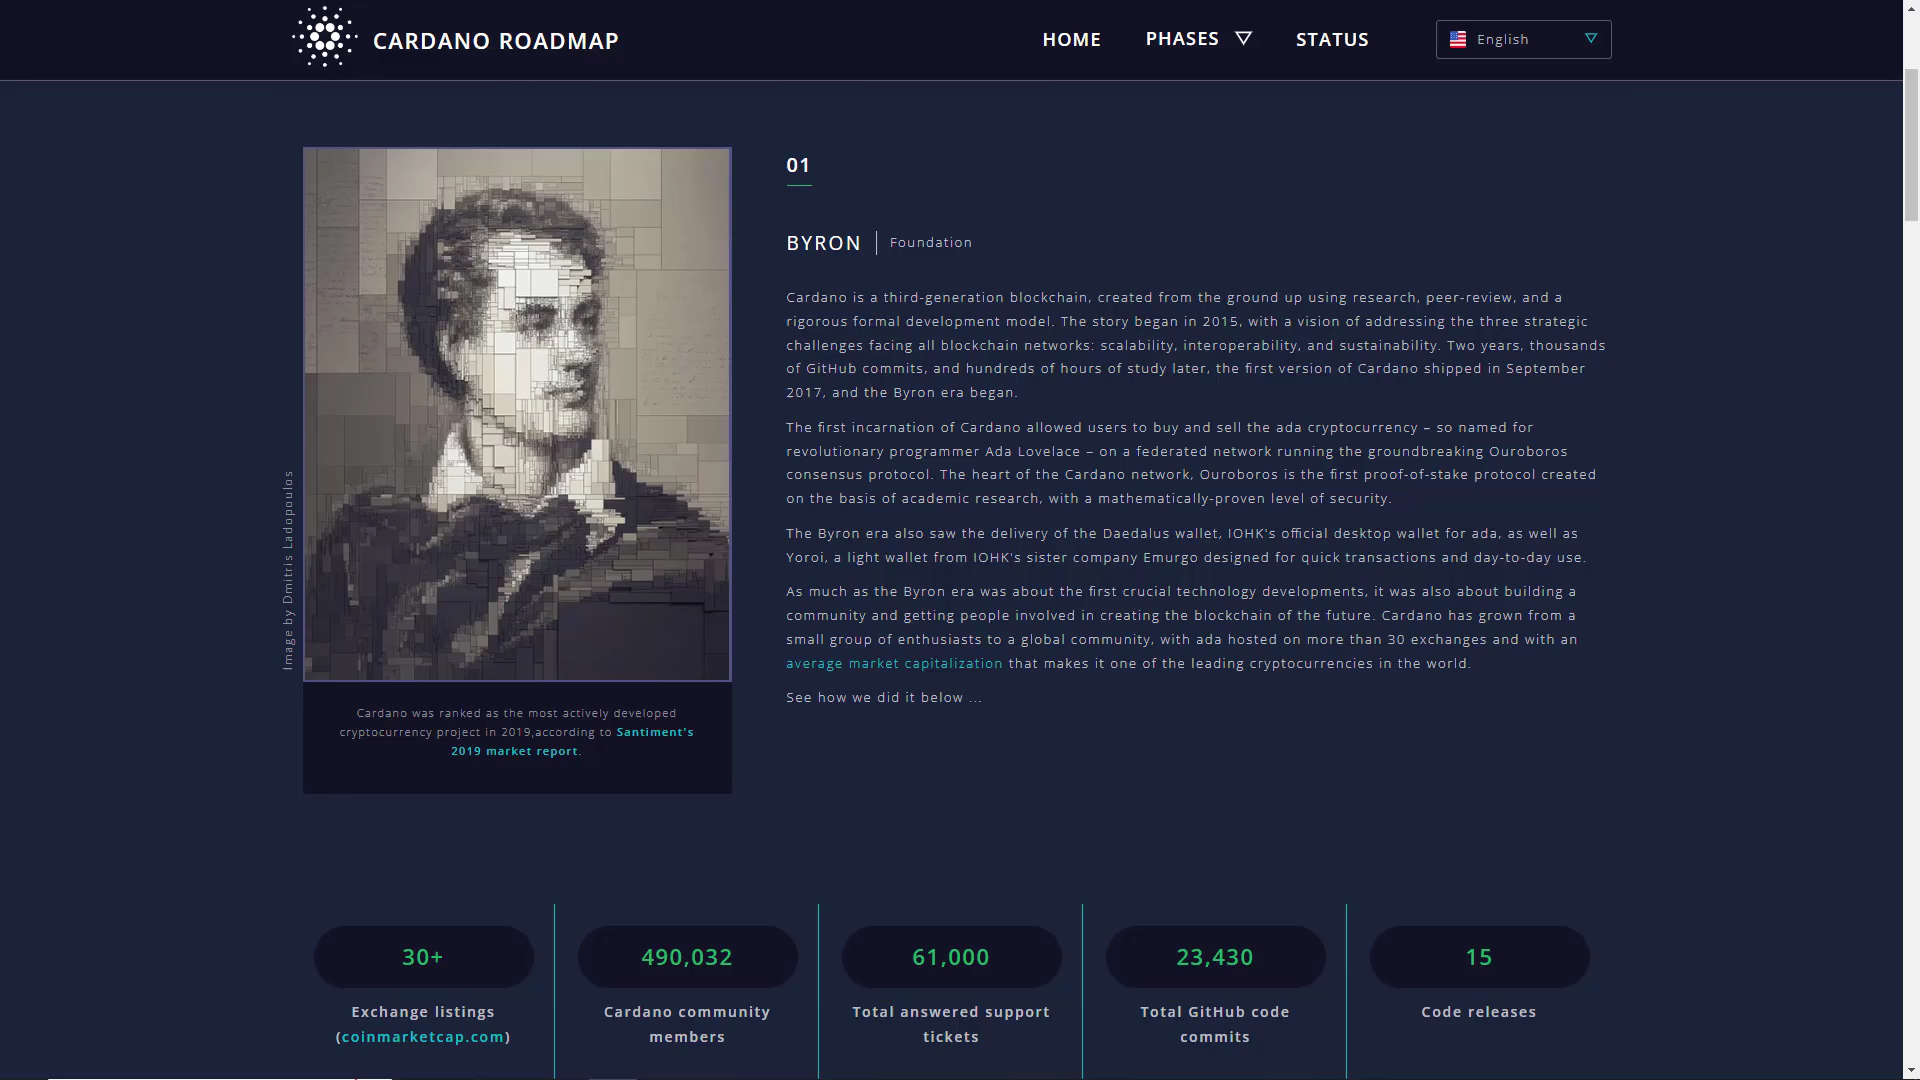 CARDANO ROADMAP
HOME
PHASES
STATUS
English
01
BYRON
Foundation
Cardano is a third-generation blockchain, created from the ground up using research, peer-review, and a
rigorous formal development model. The story began in 2015, with a vision of addressing the three strategic
challenges facing all blockchain networks: scalability, interoperability, and sustainability. Two years, thousands
of GitHub commits, and hundreds of hours of study later, the first version of Cardano shipped in September
2017, and the Byron era began.
The first incarnation of Cardano allowed users to buy and sell the ada cryptocurrency – so named for
revolutionary programmer Ada Lovelace – on a federated network running the groundbreaking Ouroboros
consensus protocol. The heart of the Cardano network, Ouroboros is the first proof-of-stake protocol created
on the basis of academic research, with a mathematically-proven level of security.
The Byron era also saw the delivery of the Daedalus wallet, IOHK's official desktop wallet for ada, as well as
Yoroi, a light wallet from IOHK's sister company Emurgo designed for quick transactions and day-to-day use.
As much as the Byron era was about the first crucial technology developments, it was also about building a
community and getting people involved in creating the blockchain of the future. Cardano has grown from a
small group of enthusiasts to a global community, with ada hosted on more than 30 exchanges and with an
average market capitalization that makes it one of the leading cryptocurrencies in the world.
See how we did it below ...
Image by Dmitris Ladopoulos
Cardano was ranked as the most actively developed
cryptocurrency project in 2019,according to Santiment's
2019 market report.
30+
Exchange listings
(coinmarketcap.com)
490,032
Cardano community
members
61,000
Total answered support
tickets
23,430
Total GitHub code
commits
15
Code releases